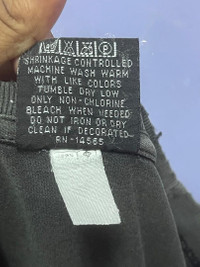 SHRINKAGE CONTROLLED
MACHINE WASH WARM
WITH LIKE COLORS
TUMBLE DRY LOW
ONLY NON-CHLORINE
BLEACH WHEN NEEDED
DO NOT IRON OR DRY
CLEAN IF DECORATED
RN-14565